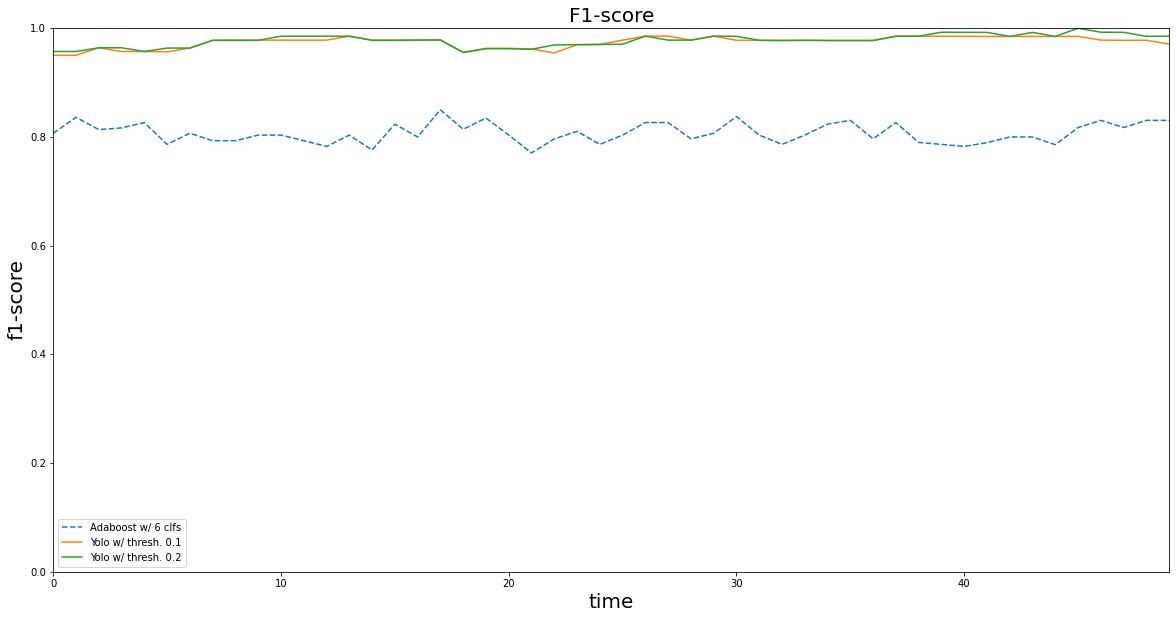 F1-score
1.0
0.8
0.6
0.4
0.2
0.0
f1-score
Adaboost w/ 6 clfs
Yolo w/ thresh. 0.1
Yolo w/ thresh. 0.2
0 10 20 30 40
time